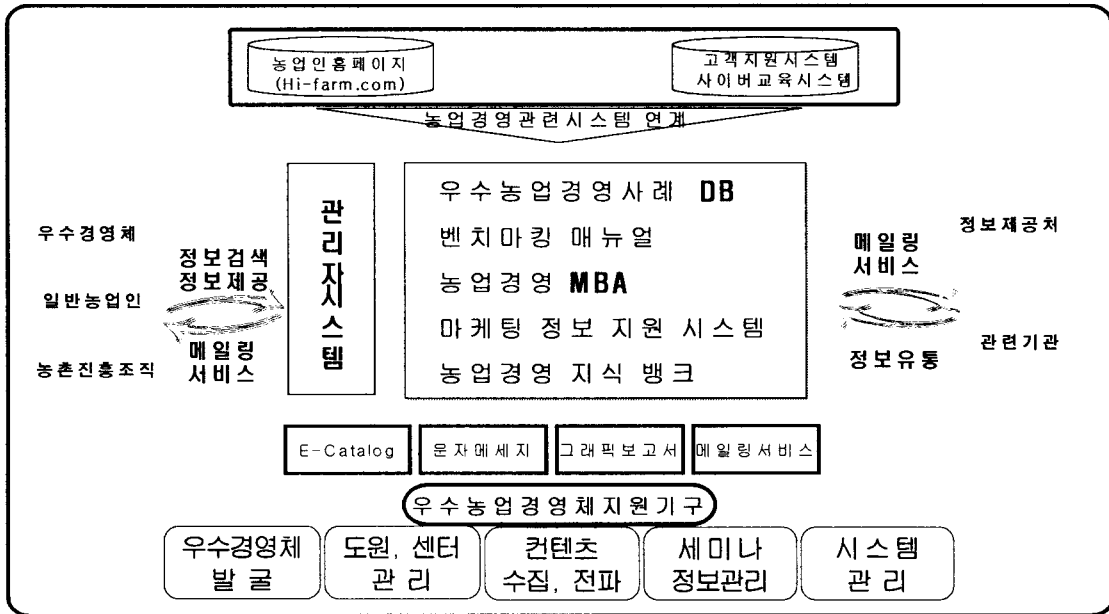 농업인홈페이지
(Hi-farm.com)
고객지원시스템
사이버교육시스템
농업경영관련시스템 연계
관리자시스템
우수농업경영사례 DB
벤치마킹 매뉴얼
농업경영 MBA
마케팅 정보 지원 시스템
농업경영 지식 뱅크
우수경영체
일반농업인
농촌진흥조직
정보검색
정보제공
메일링
서비스
메일링
서비스
정보유통
정보제공처
관련기관
E-Catalog
문자메세지
그래픽보고서
메일링서비스
우수농업경영체지원기구
우수경영체
발 굴
도원, 센터
관 리
컨텐츠
수집, 전파
세미나
정보관리
시스템
관 리